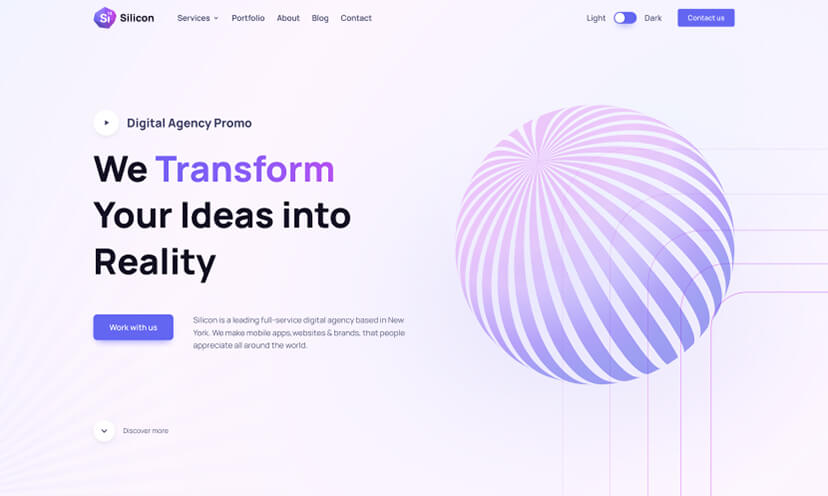 Si Silicon
Services Portfolio About Blog Contact
Light Dark Contact us
Digital Agency Promo
We Transform
Your Ideas into
Reality
Work with us
Silicon is a leading full-service digital agency based in New
York. We make mobile apps,websites & brands, that people
appreciate all around the world.
Discover more